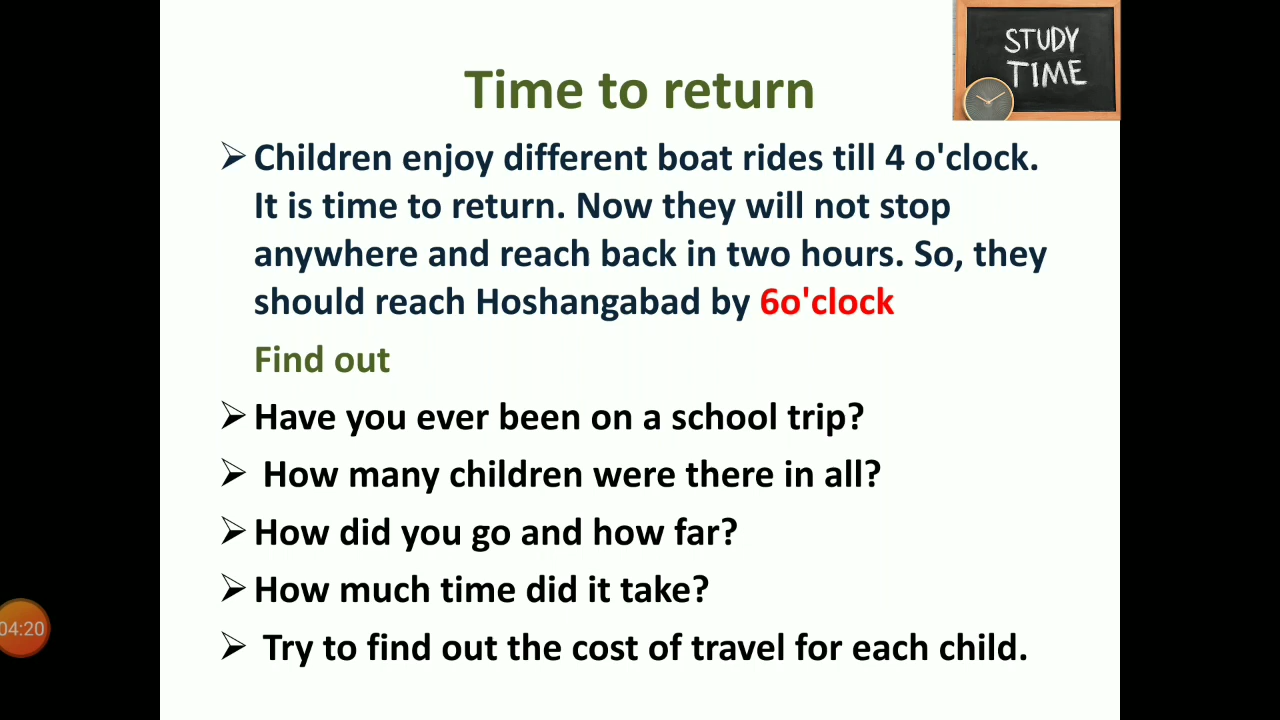 STUDY
TIME
Time to return
Children enjoy different boat rides till 4 o'clock.
It is time to return. Now they will not stop
anywhere and reach back in two hours. So, they
should reach Hoshangabad by 6o'clock
Find out
Have you ever been on a school trip?
How many children were there in all?
How did you go and how far?
How much time did it take?
Try to find out the cost of travel for each child.
04:20